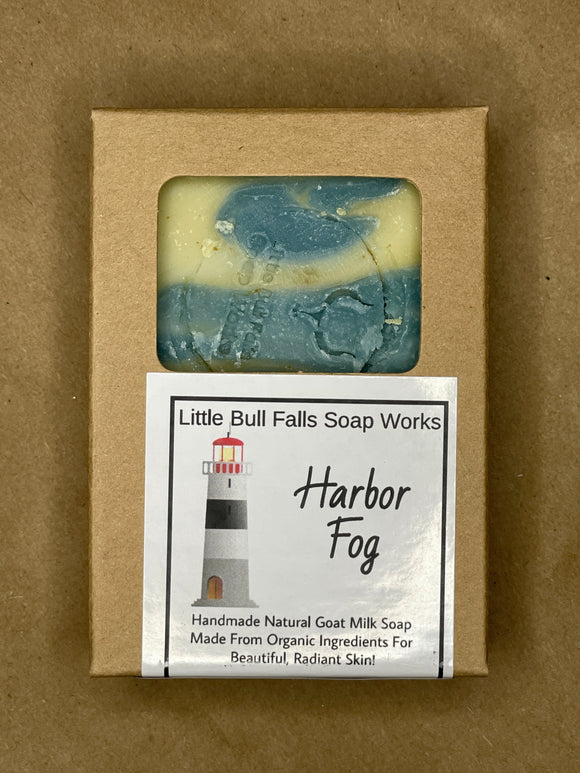 Little Bull Falls Soap Works
Harbor
Fog
Handmade Natural Goat Milk Soap
Made From Organic Ingredients For
Beautiful, Radiant Skin!